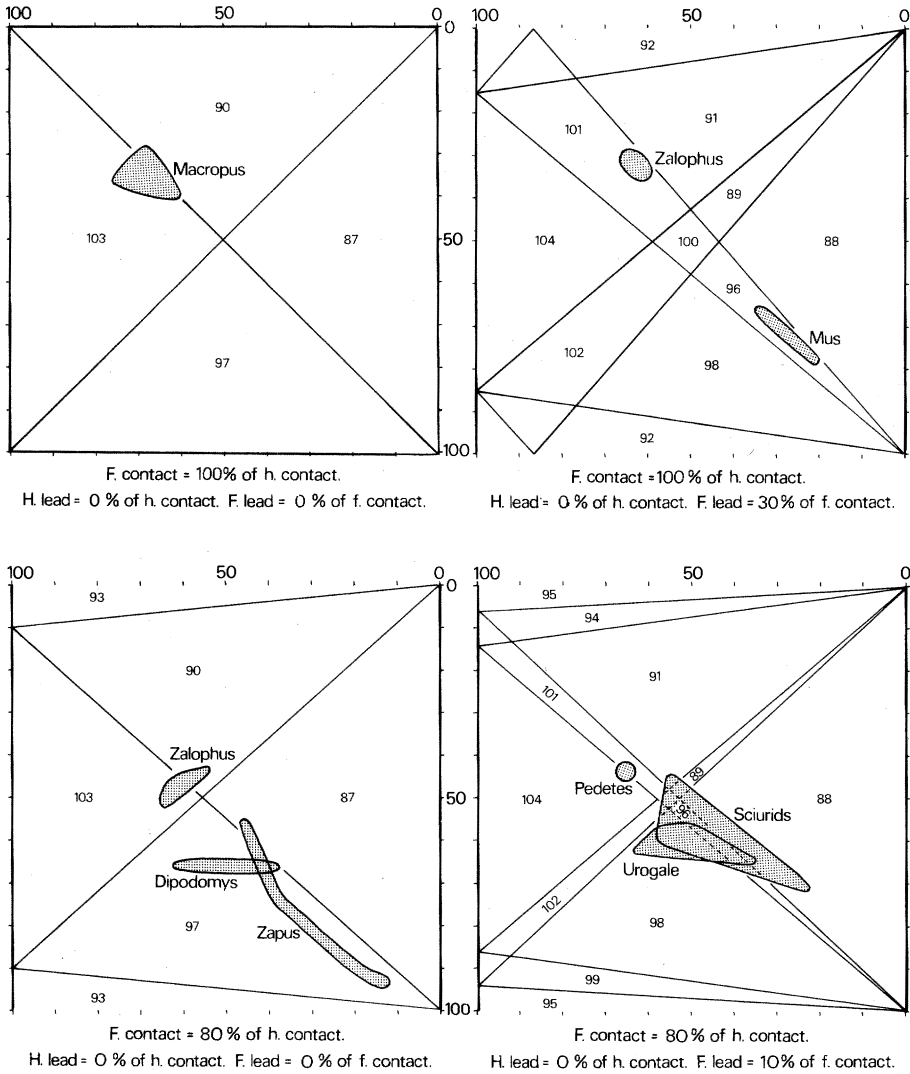 100 50 0
0
90
Macropus
103 87
50
97
100
F. contact = 100% of h. contact.
H. lead = 0 % of h. contact. F. lead = 0 % of f. contact.
100 50 0
92
91
101
Zalophus
89
104 100 88
96
Mus
102 98
92
F. contact =100% of h. contact.
H. lead = 0 % of h. contact. F. lead = 30% of f. contact.
100 50 0
93
90
Zalophus
103 87
50
Dipodomys
97 Zapus
93
100
F. contact = 80% of h. contact.
H. lead = 0 % of h. contact. F. lead = 0 % of f. contact.
100 50 0
95
94
91
101
89
Pedetes
104 88
96 Sciurids
Urogale
102
98
99
95
F. contact = 80% of h. contact.
H. lead = 0 % of h. contact. F. lead = 10% of f. contact.